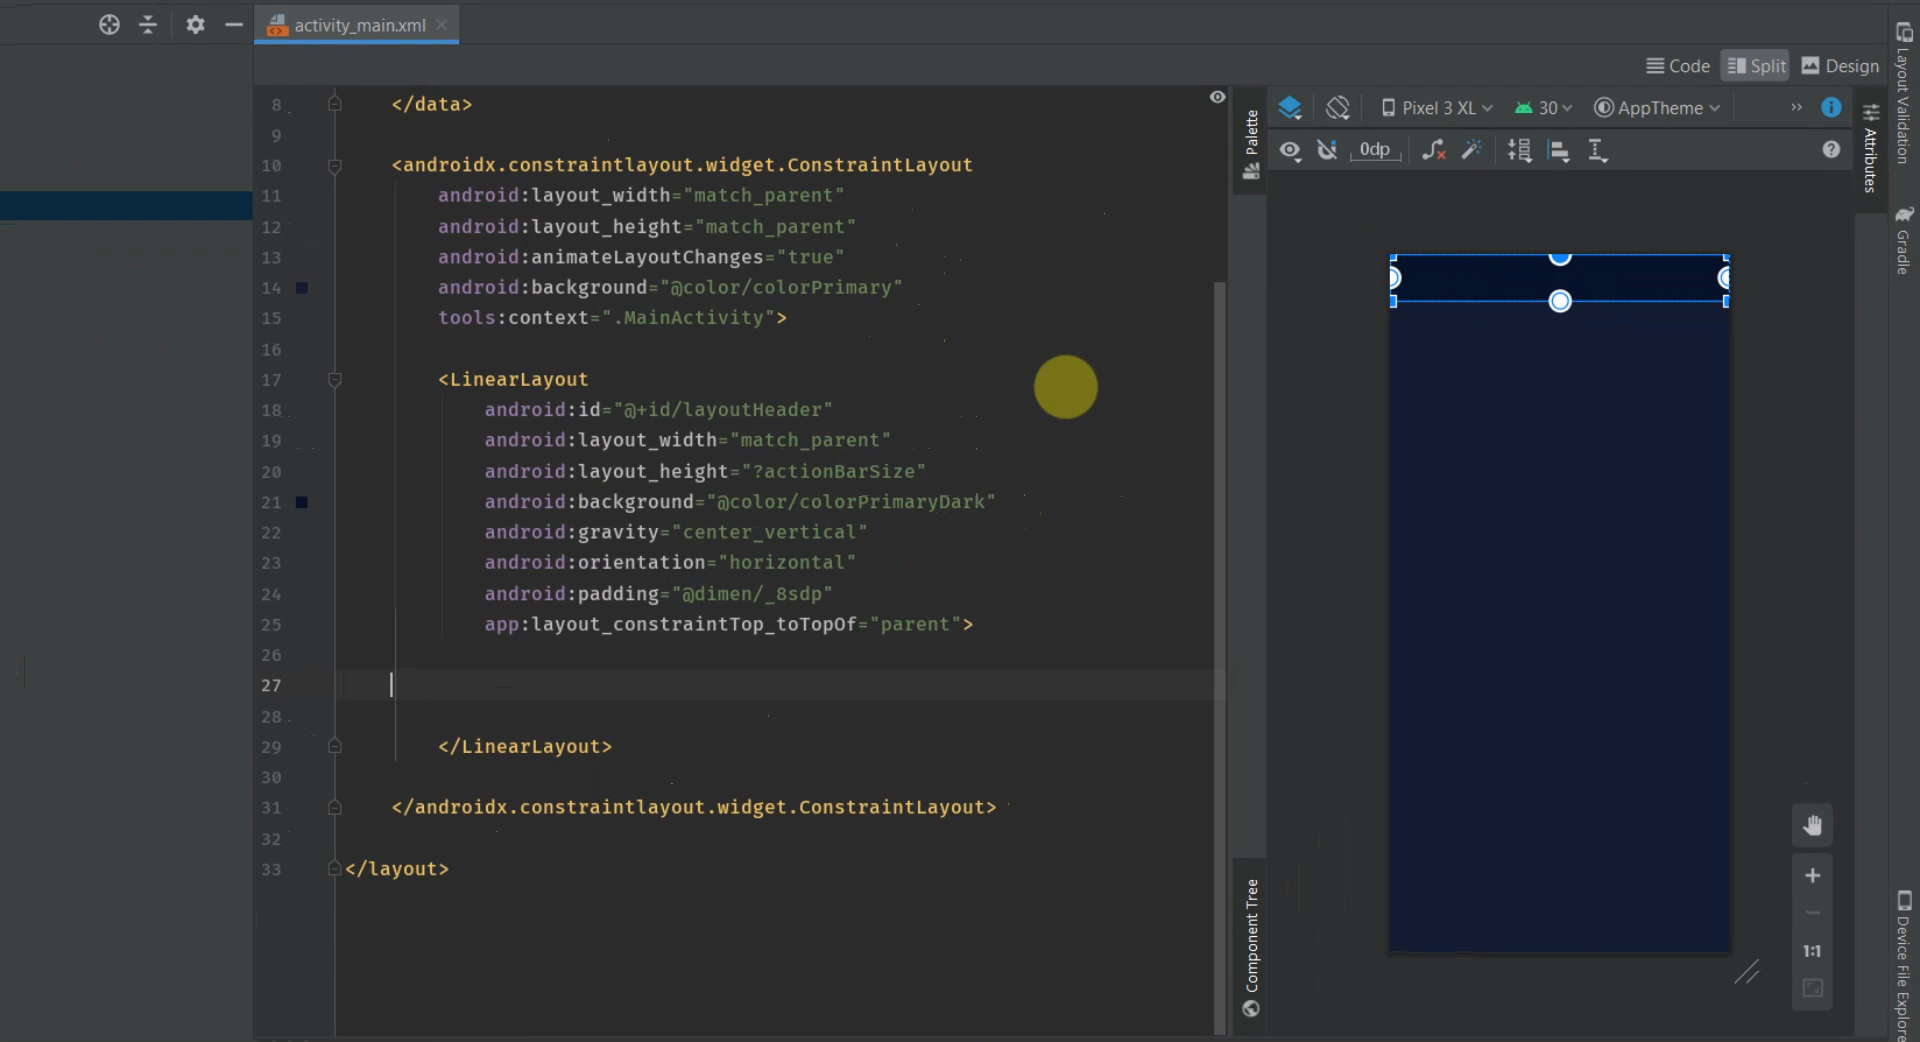 activity_main.xml
Code Split Design
8 </data>
Pixel 3 XL 30 AppTheme
9
0dp
10 <androidx.constraintlayout.widget.ConstraintLayout
11 android:layout_width="match_parent"
12 android:layout_height="match_parent"
13 android:animateLayoutChanges="true"
14 android:background="@color/colorPrimary"
15 tools:context=".MainActivity">
16
17 <LinearLayout
18 android:id="@+id/layoutHeader"
19 android:layout_width="match_parent"
20 android:layout_height="?actionBarSize"
21 android:background="@color/colorPrimaryDark"
22 android:gravity="center_vertical"
23 android:orientation="horizontal"
24 android:padding="@dimen/_8sdp"
25 app:layout_constraintTop_toTopOf="parent">
26
27
28
29 </LinearLayout>
30
31 </androidx.constraintlayout.widget.ConstraintLayout>
32
33 </layout>
Palette
Component Tree
1:1
Attributes
Layout Validation
Gradle
Device File Explore